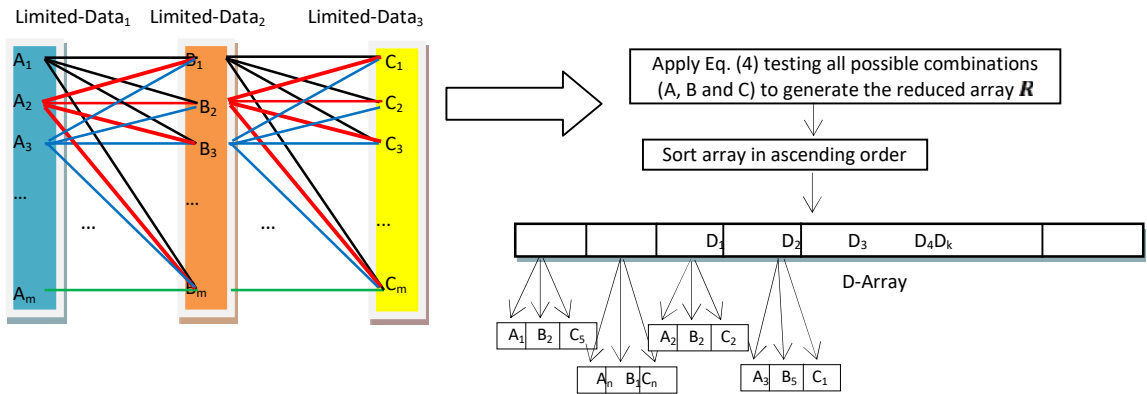 Limited-Data₁ Limited-Data₂ Limited-Data₃
A₁ B₁ C₁
A₂ B₂ C₂
A₃ B₃ C₃
... ... ...
... ...
Aₘ Bₘ Cₘ
Apply Eq. (4) testing all possible combinations
(A, B and C) to generate the reduced array R
Sort array in ascending order
D₁ D₂ D₃ D₄Dₖ
D-Array
A₁ B₂ C₅
A₂ B₂ C₂
Aₙ B₁Cₙ
A₃ B₅ C₁